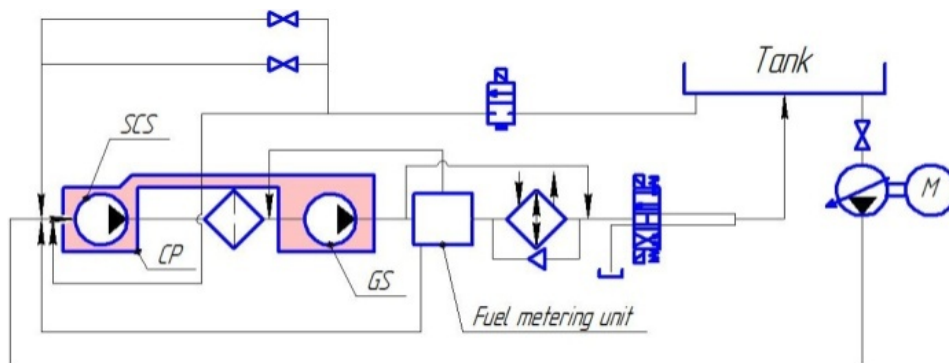 Tank
SCS
M
CP
GS
Fuel metering unit